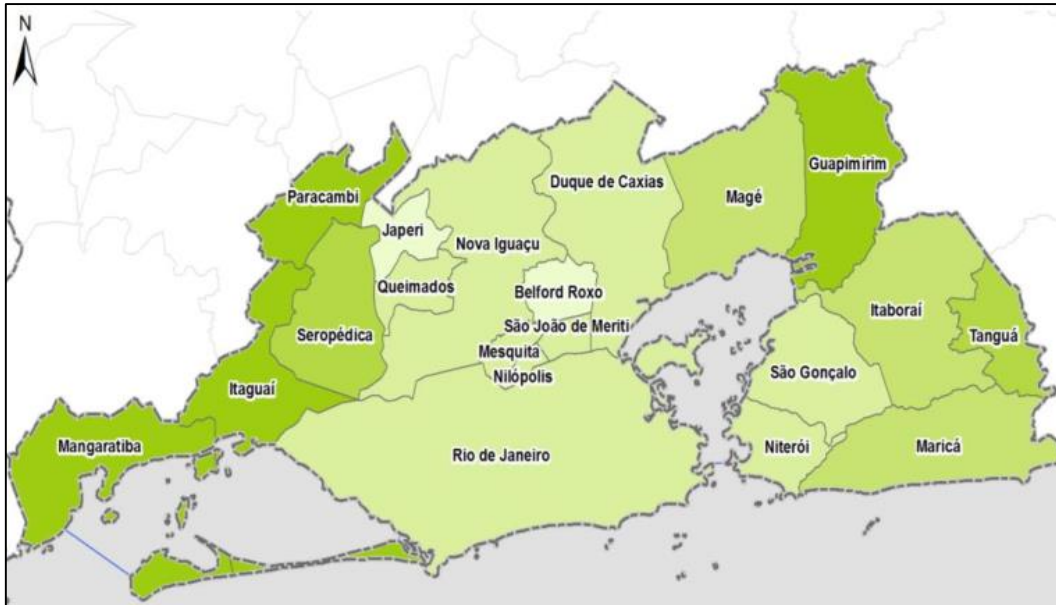 N
Guapimirim
Duque de Caxias
Paracambi
Magé
Japeri
Nova Iguaçu
Queimados
Belford Roxo
Itaboraí
São João de Meriti
Seropédica
Tanguá
Mesquita
São Gonçalo
Nilópolis
Itaguaí
Mangaratiba
Niterói
Maricá
Rio de Janeiro